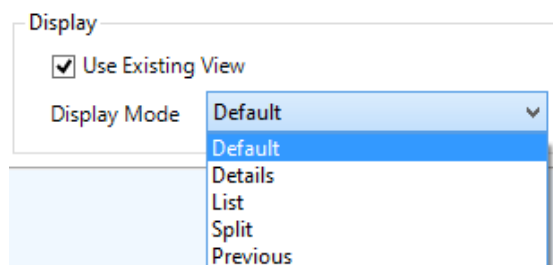 Display
Use Existing View
Display Mode Default
Default
Details
List
Split
Previous